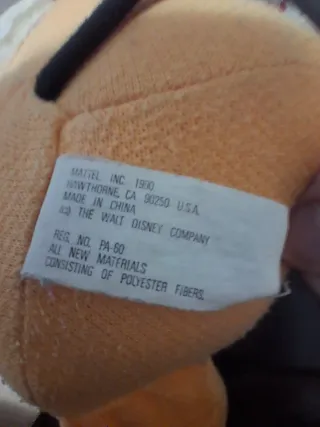 MATTEL INC. 1990
HAWTHORNE, CA 90250 U.S.A.
MADE IN CHINA
(c) THE WALT DISNEY COMPANY
REG. NO. PA-60
ALL NEW MATERIALS
CONSISTING OF POLYESTER FIBERS.